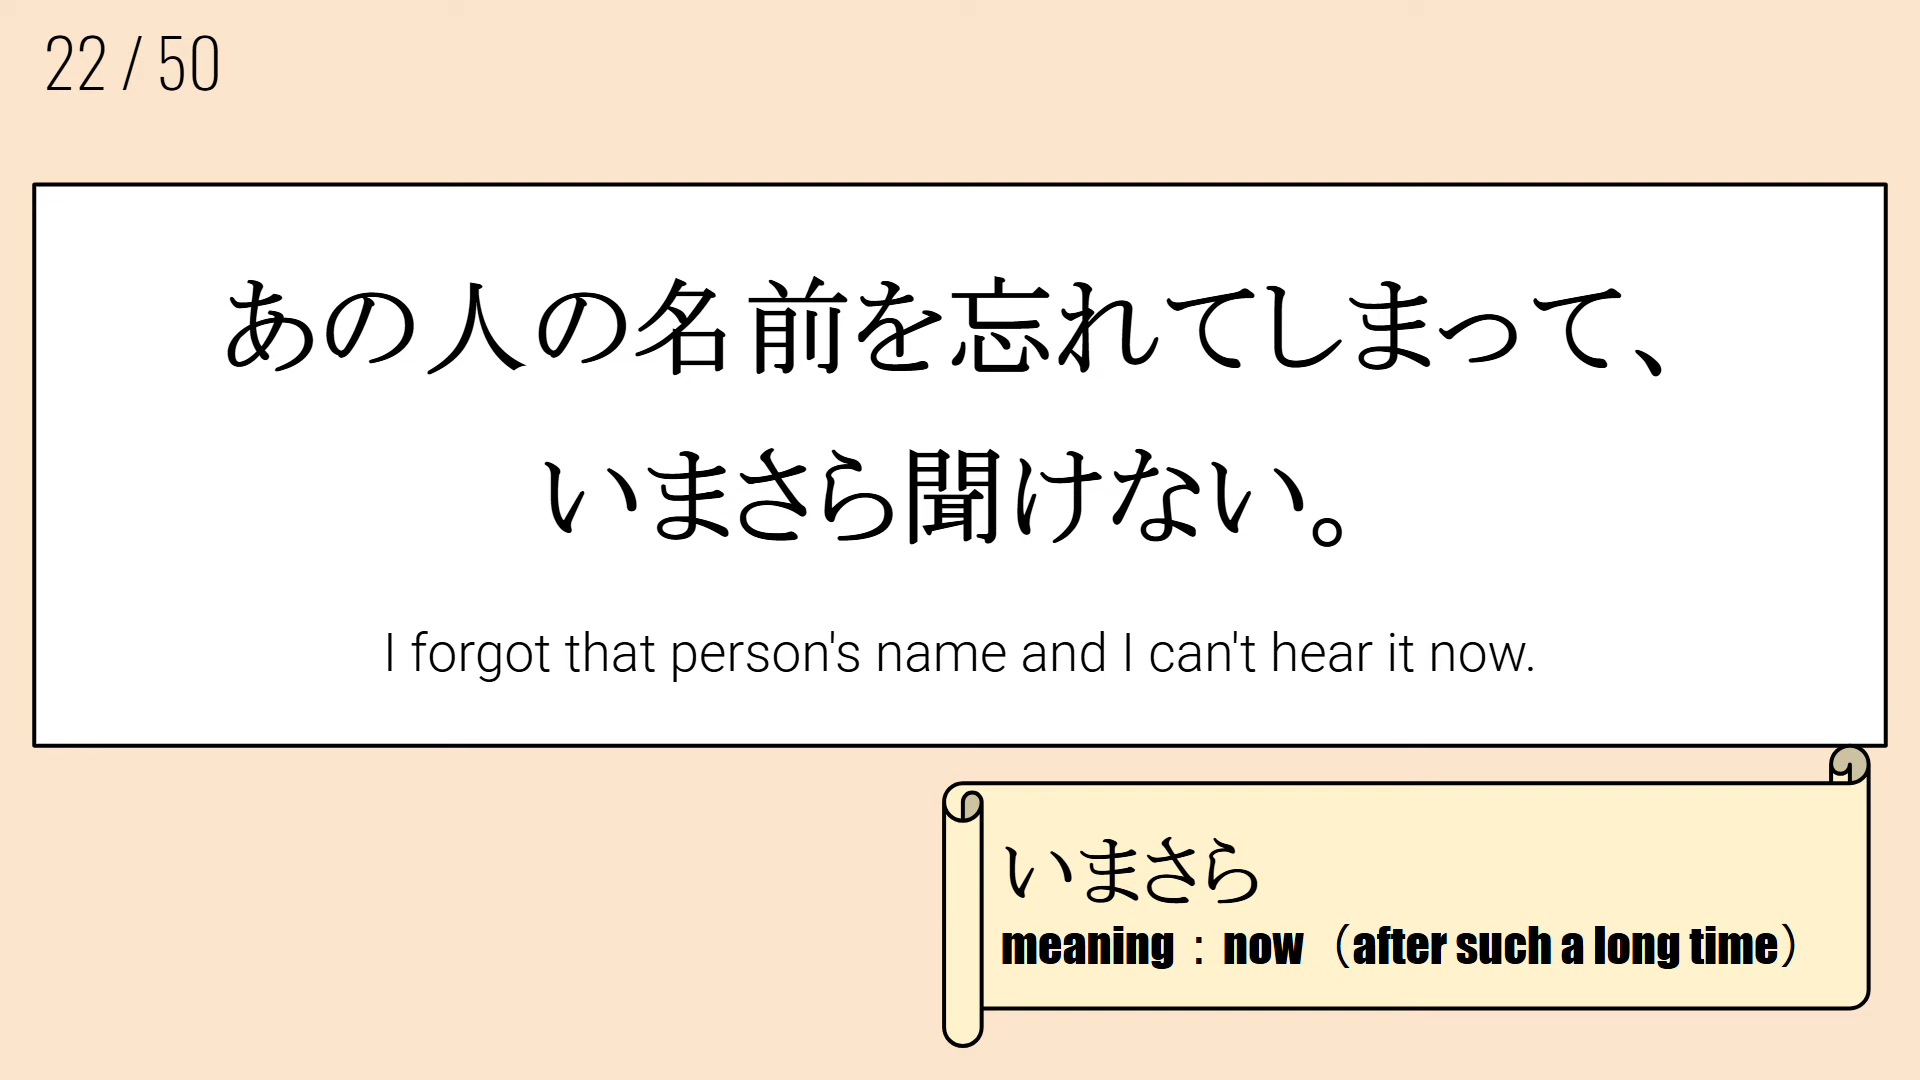 22 / 50
あの人の名前を忘れてしまって、
いまさら聞けない。
I forgot that person's name and I can't hear it now.
いまさら
meaning：now（after such a long time）